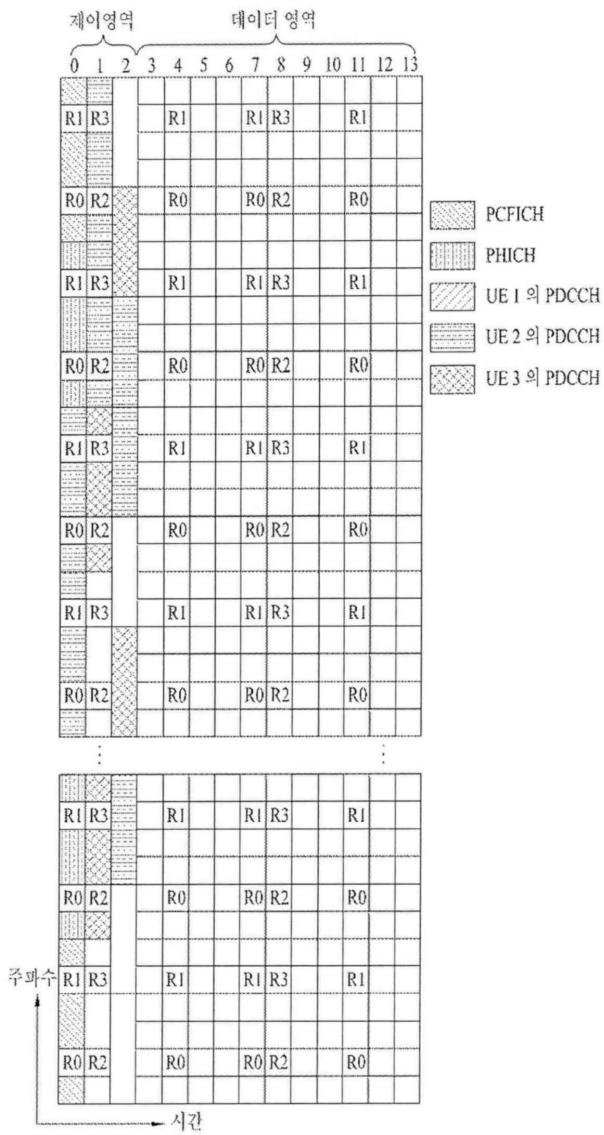 제어영역 데이터 영역
0 1 2 3 4 5 6 7 8 9 10 11 12 13
R1 R3 R1 R1 R3 R1
R0 R2 R0 R0 R2 R0
R1 R3 R1 R1 R3 R1
R0 R2 R0 R0 R2 R0
R1 R3 R1 R1 R3 R1
R0 R2 R0 R0 R2 R0
R1 R3 R1 R1 R3 R1
R0 R2 R0 R0 R2 R0
PCFICH
PHICH
UE 1 의 PDCCH
UE 2 의 PDCCH
UE 3 의 PDCCH
R1 R3 R1 R1 R3 R1
R0 R2 R0 R0 R2 R0
주파수 R1 R3 R1 R1 R3 R1
R0 R2 R0 R0 R2 R0
시간